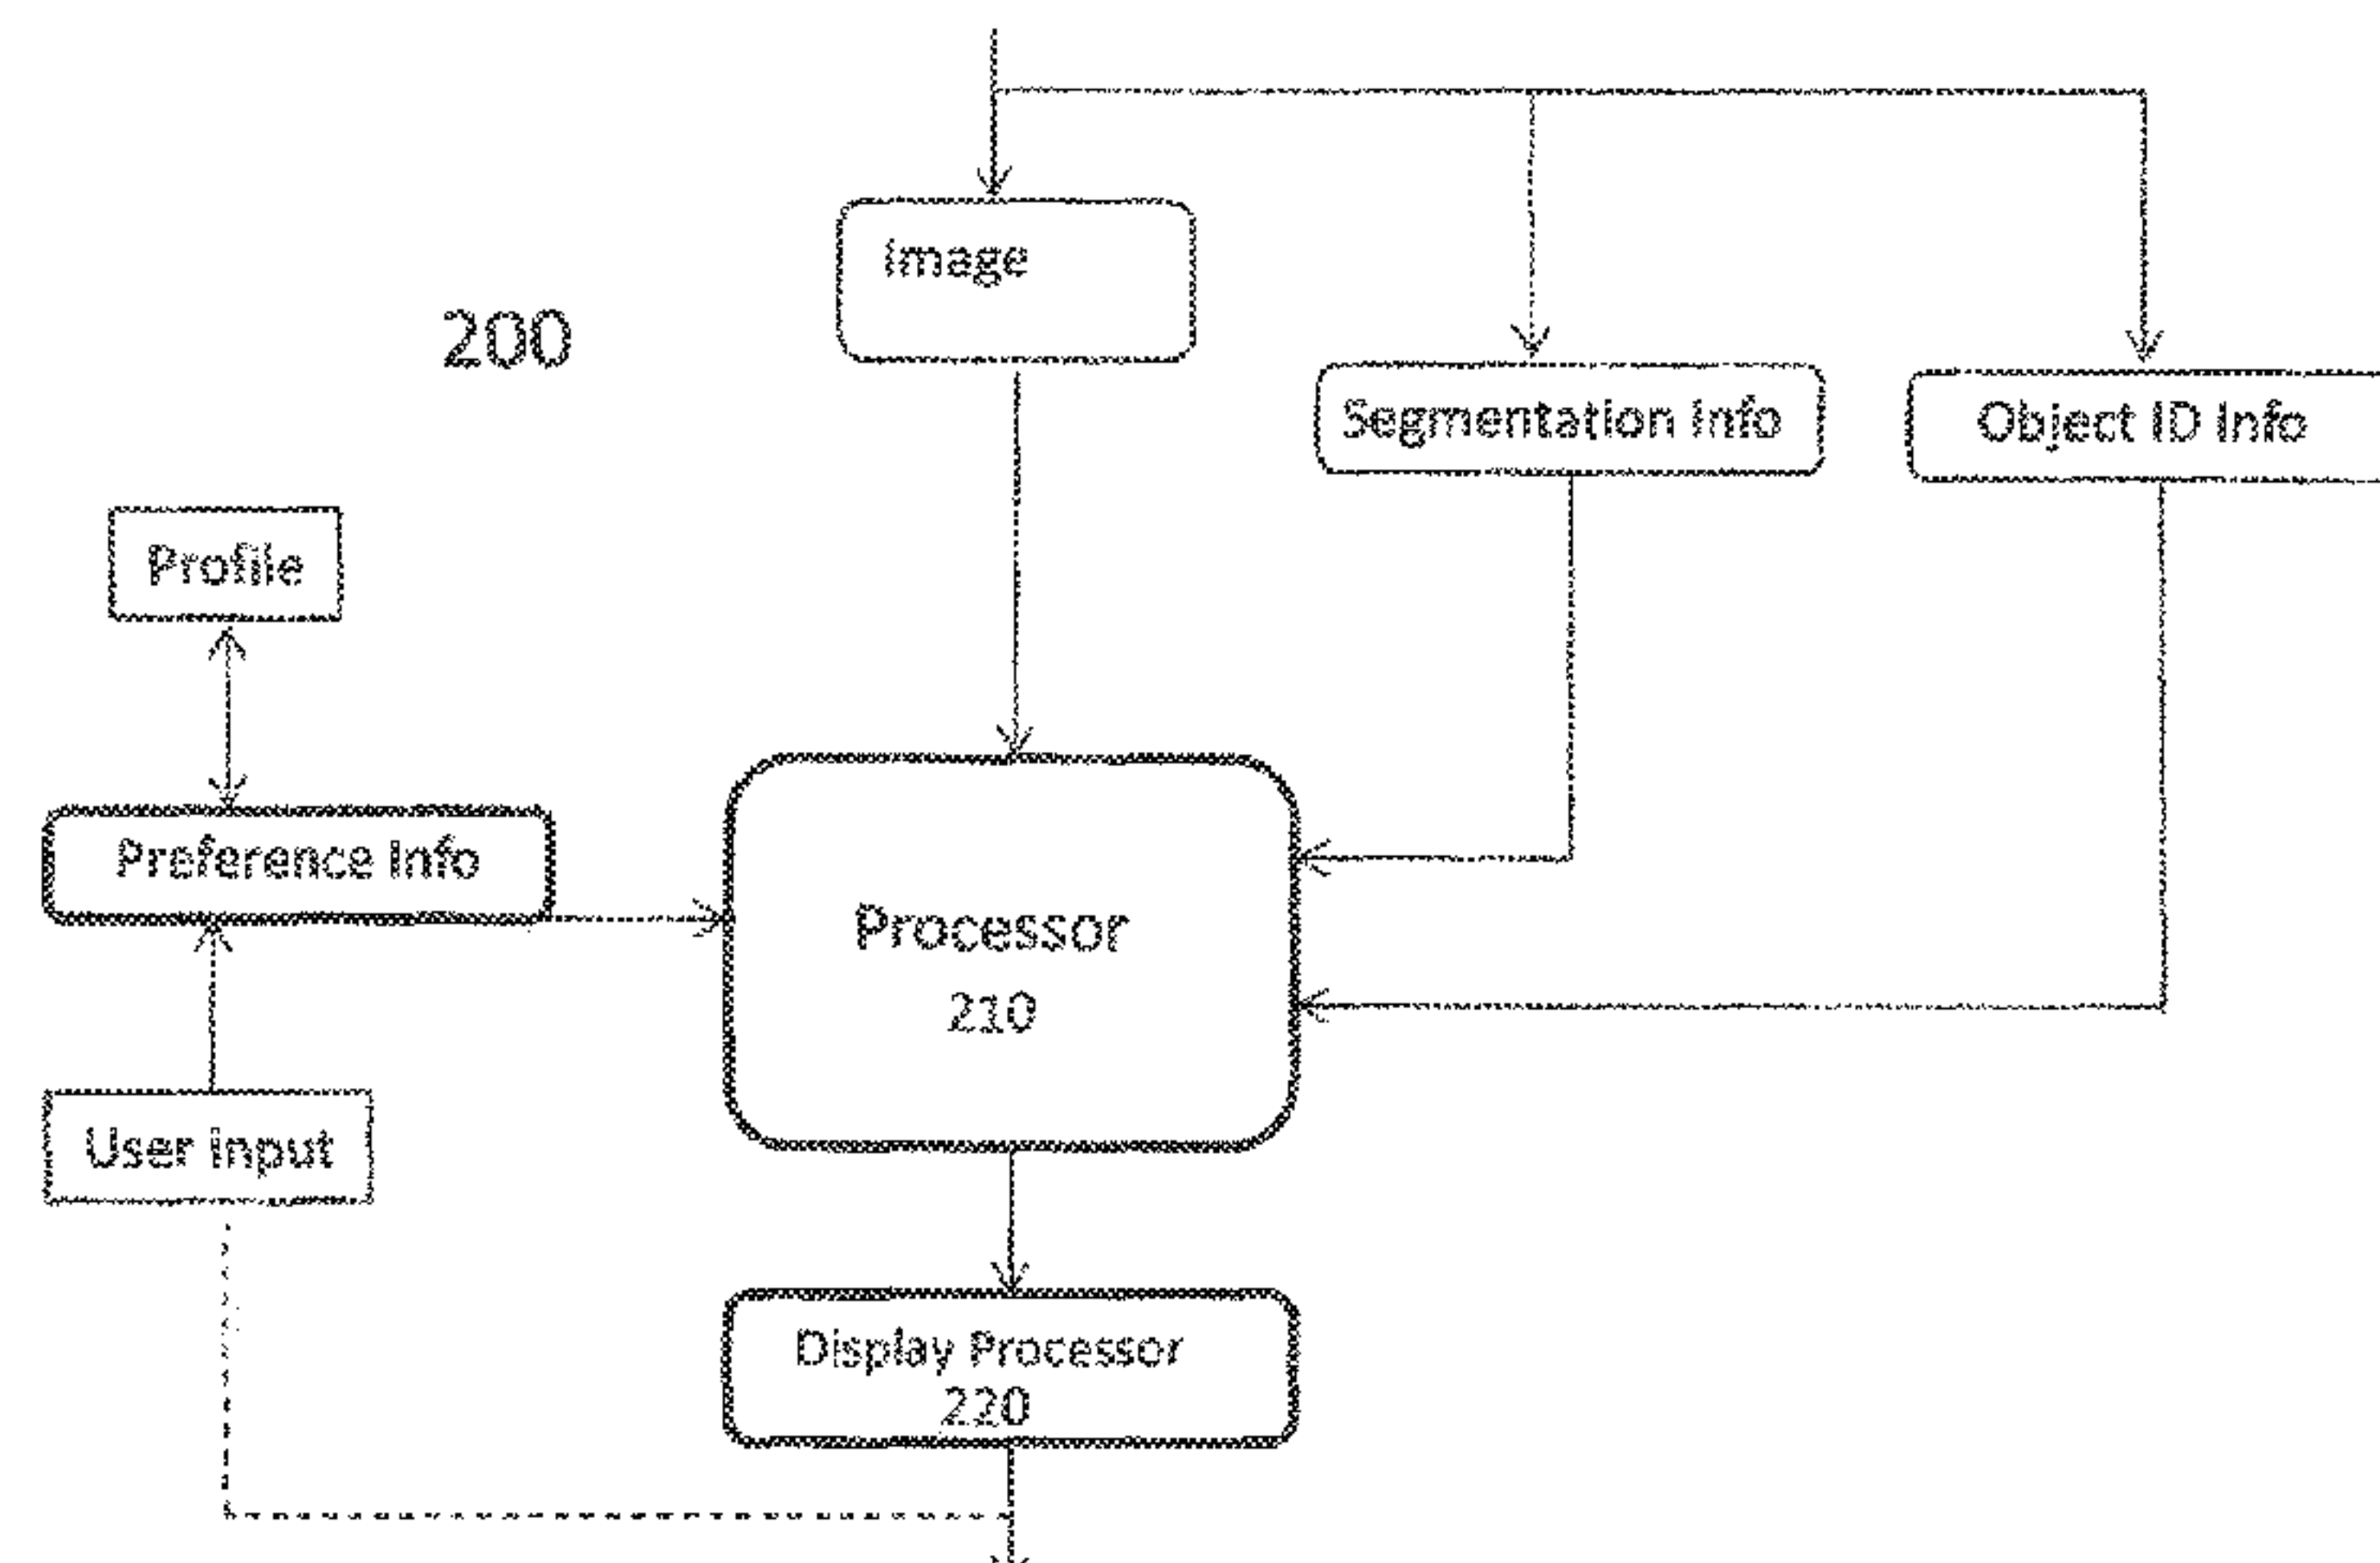 Image
200
Segmentation Info
Object ID Info
Profile
Preference Info
Processor
210
User input
Display Processor
220